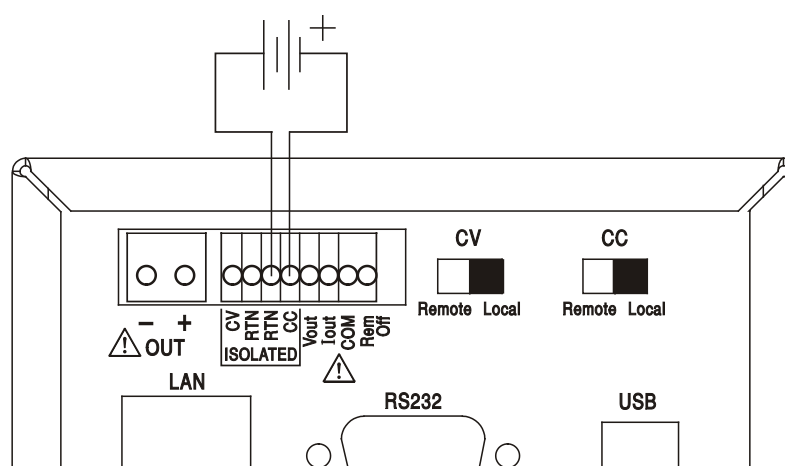 +
CV
CC
Remote Local
Remote Local
− +
OUT
CV
RTN
RTN
CC
Vout
Iout
COM
Rem
Off
ISOLATED
LAN
RS232
USB